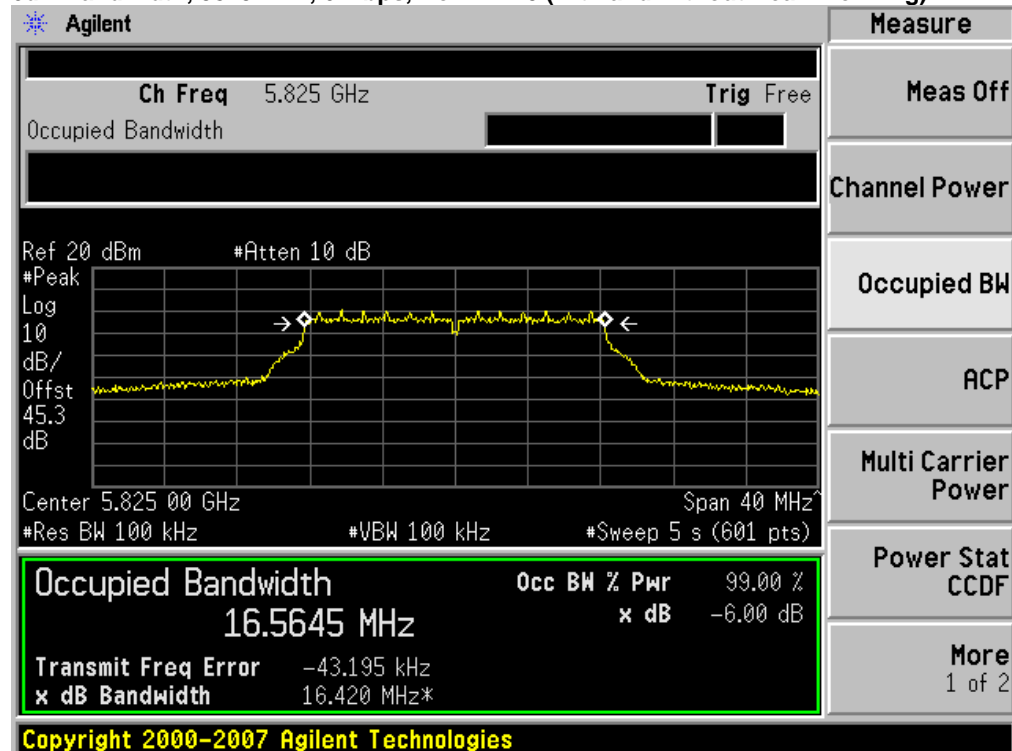 Agilent
Measure
Ch Freq 5.825 GHz Trig Free
Occupied Bandwidth
Meas Off
Channel Power
Occupied BW
ACP
Multi Carrier
Power
Power Stat
CCDF
More
1 of 2
Ref 20 dBm #Atten 10 dB
#Peak
Log
10
dB/
Offst
45.3
dB
Center 5.825 00 GHz Span 40 MHz^
#Res BW 100 kHz #VBW 100 kHz #Sweep 5 s (601 pts)
Occupied Bandwidth
16.5645 MHz
Occ BW % Pwr 99.00 %
x dB -6.00 dB
Transmit Freq Error -43.195 kHz
x dB Bandwidth 16.420 MHz*
Copyright 2000-2007 Agilent Technologies